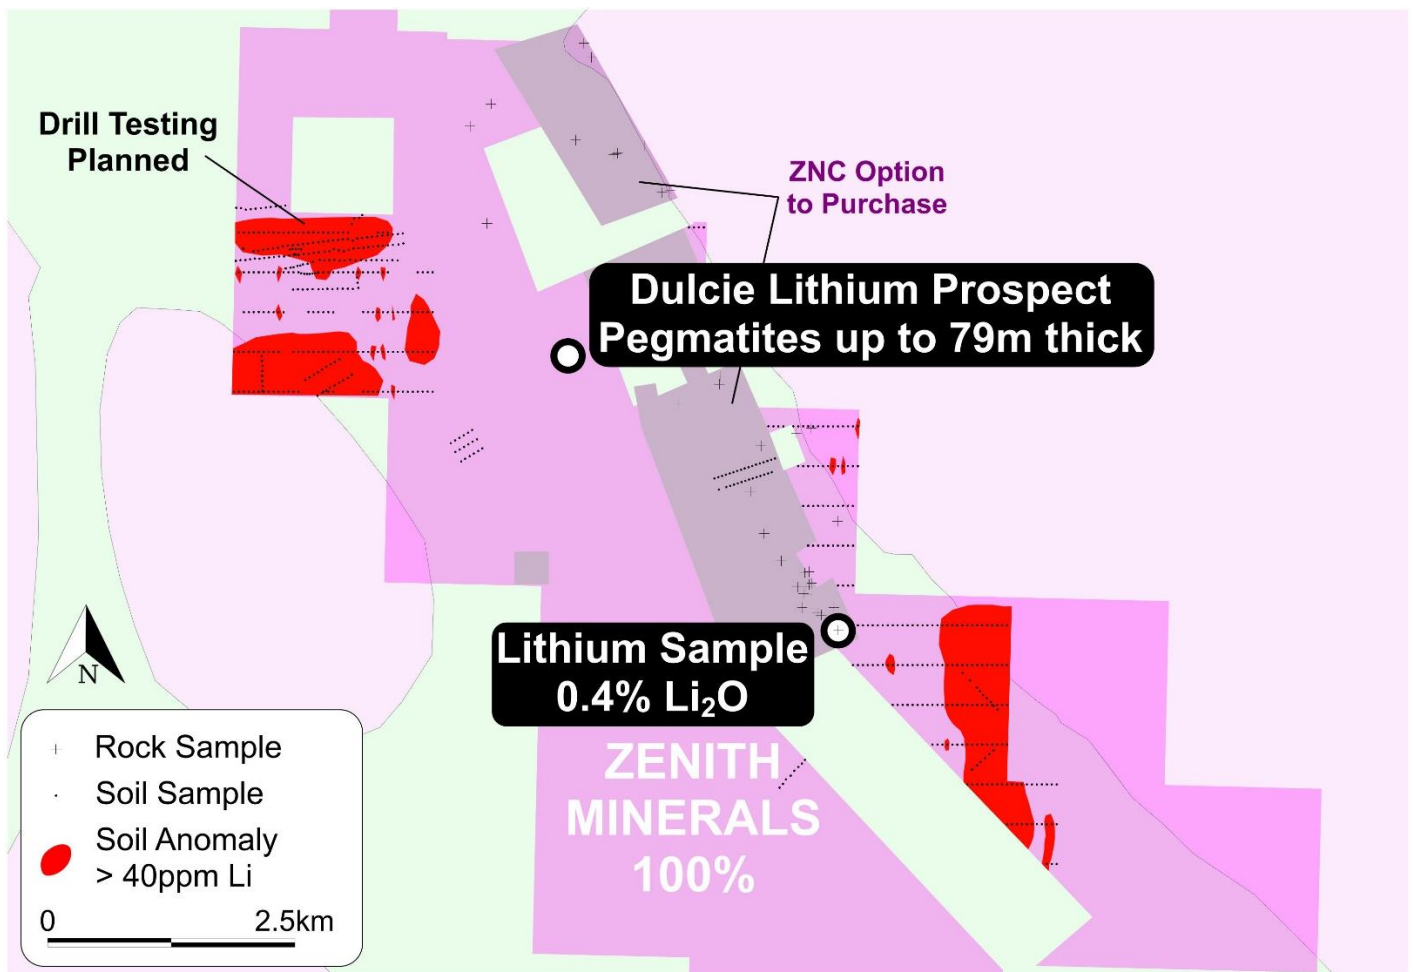 Drill Testing
Planned
ZNC Option
to Purchase
Dulcie Lithium Prospect
Pegmatites up to 79m thick
Lithium Sample
0.4% Li₂O
ZENITH
MINERALS
100%
N
Rock Sample
Soil Sample
Soil Anomaly
> 40ppm Li
0 2.5km